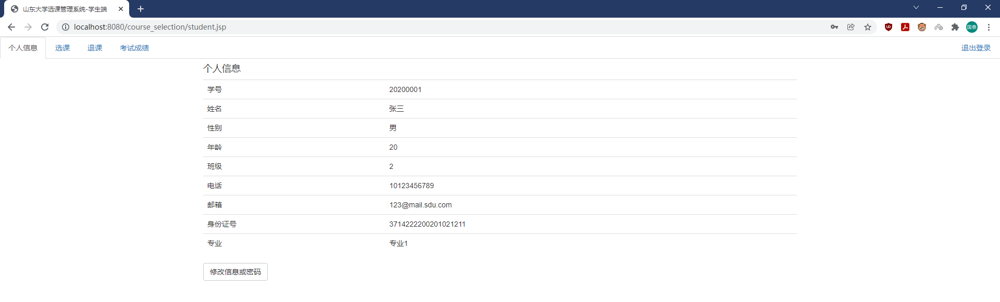 山东大学选课管理系统-学生端
localhost:8080/course_selection/student.jsp
国泰
个人信息 选课 退课 考试成绩 退出登录
个人信息
学号 20200001
姓名 张三
性别 男
年龄 20
班级 2
电话 10123456789
邮箱 123@mail.sdu.com
身份证号 3714222200201021211
专业 专业1
修改信息或密码